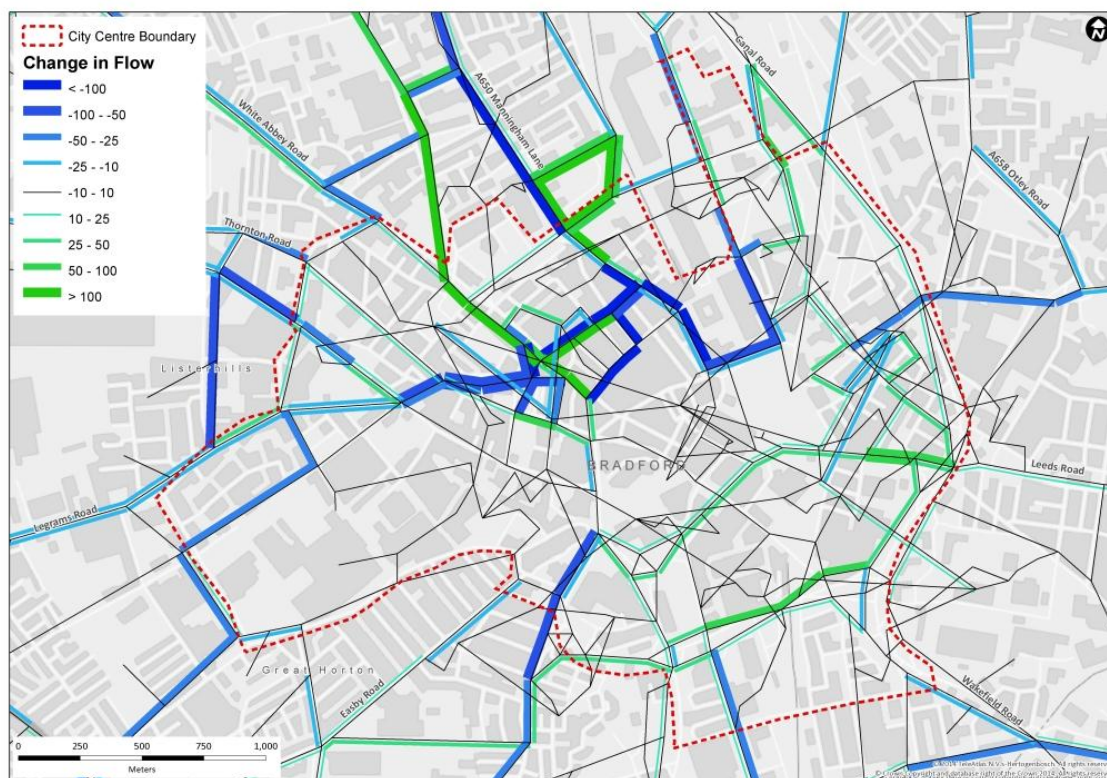 City Centre Boundary
Change in Flow
< -100
-100 - -50
-50 - -25
-25 - -10
-10 - 10
10 - 25
25 - 50
50 - 100
> 100
N
Canal Road
A650 Manningham Lane
White Abbey Road
A658 Otley Road
Thornton Road
Listerhills
BRADFORD
Leeds Road
Legrams Road
Great Horton
Easby Road
Wakefield Road
0 250 500 750 1,000
Meters